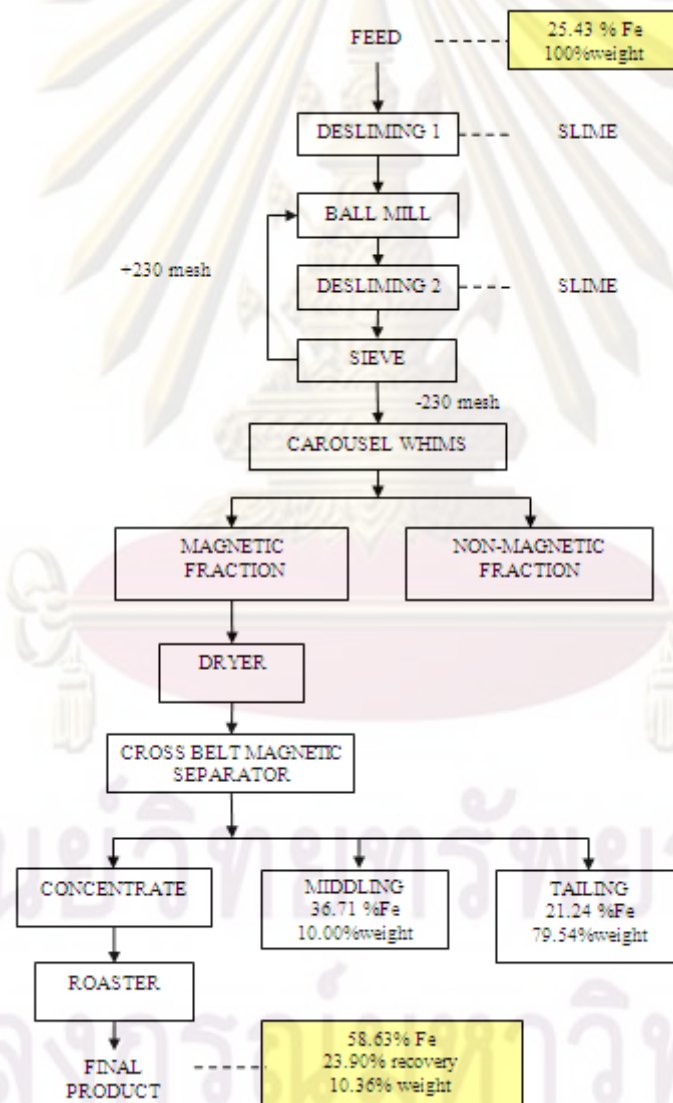 FEED
25.43 % Fe
100%weight
DESLIMING 1
SLIME
BALL MILL
+230 mesh
DESLIMING 2
SLIME
SIEVE
-230 mesh
CAROUSEL WHIMS
MAGNETIC
FRACTION
NON-MAGNETIC
FRACTION
DRYER
CROSS BELT MAGNETIC
SEPARATOR
CONCENTRATE
MIDDLING
36.71 %Fe
10.00%weight
TAILING
21.24 %Fe
79.54%weight
ROASTER
FINAL
PRODUCT
58.63% Fe
23.90% recovery
10.36% weight